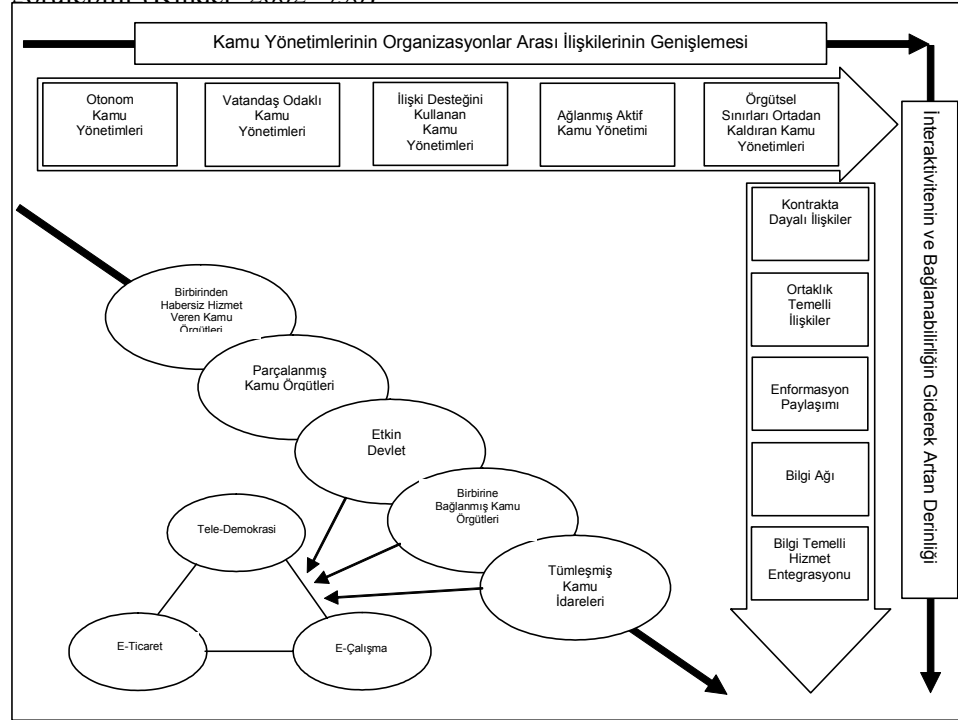 Kamu Yönetimlerinin Organizasyonlar Arası İlişkilerinin Genişlemesi
Otonom
Kamu
Yönetimleri
Vatandaş Odaklı
Kamu
Yönetimleri
İlişki Desteğini
Kullanan
Kamu
Yönetimleri
Ağlanmış Aktif
Kamu Yönetimi
Örgütsel
Sınırları Ortadan
Kaldıran Kamu
Yönetimleri
İnteraktivitenin ve Bağlanabilirliğin Giderek Artan Derinliği
Kontrakta
Dayalı İlişkiler
Ortaklık
Temelli
İlişkiler
Enformasyon
Paylaşımı
Bilgi Ağı
Bilgi Temelli
Hizmet
Entegrasyonu
Birbirinden
Habersiz Hizmet
Veren Kamu
Örgütleri
Parçalanmış
Kamu Örgütleri
Etkin
Devlet
Birbirine
Bağlanmış Kamu
Örgütleri
Tümleşmiş
Kamu
İdareleri
Tele-Demokrasi
E-Ticaret
E-Çalışma